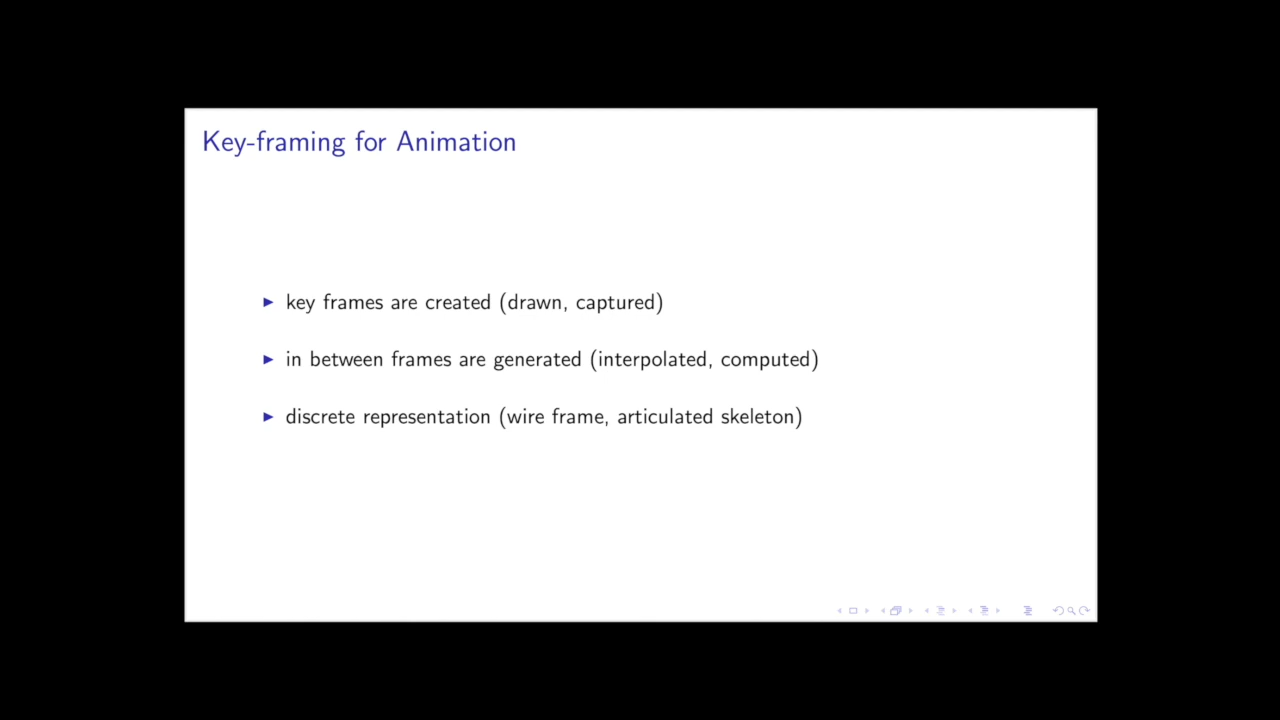 Key-framing for Animation
key frames are created (drawn, captured)
in between frames are generated (interpolated, computed)
discrete representation (wire frame, articulated skeleton)